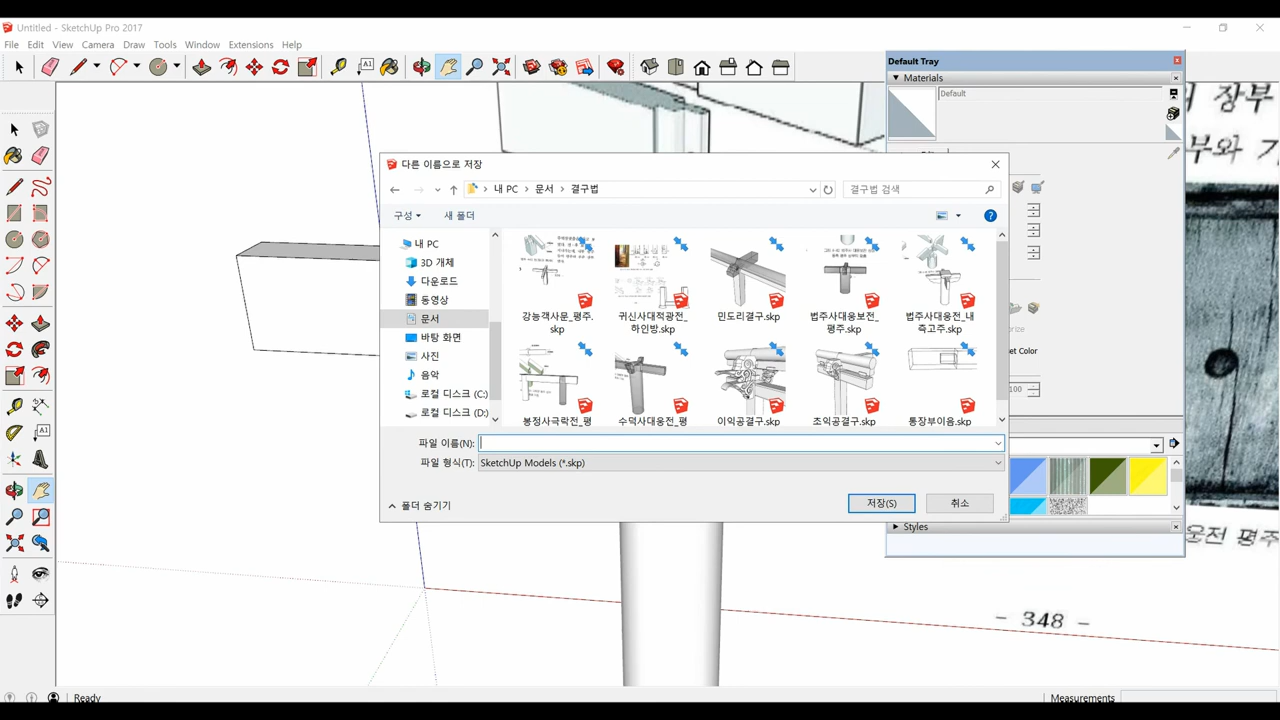 Untitled - SketchUp Pro 2017
File Edit View Camera Draw Tools Window Extensions Help
Default Tray
Materials
Default
다른 이름으로 저장
내 PC 문서 결구법
결구법 검색
구성 새 폴더
내 PC
3D 개체
다운로드
동영상
문서
바탕 화면
사진
음악
로컬 디스크 (C:)
로컬 디스크 (D:)
강능객사문_평주.
skp
귀신사대적광전_
하인방.skp
민도리결구.skp
법주사대웅보전_
평주.skp
법주사대웅전_내
즉고주.skp
봉정사극락전_평
수덕사대웅전_평
이익공결구.skp
초익공결구.skp
통장부이음.skp
파일 이름(N):
파일 형식(T): SketchUp Models (*.skp)
폴더 숨기기
저장(S) 취소
et Color
100
Styles
장부
부와
웅전 평주
- 348 -
Ready
Measurements